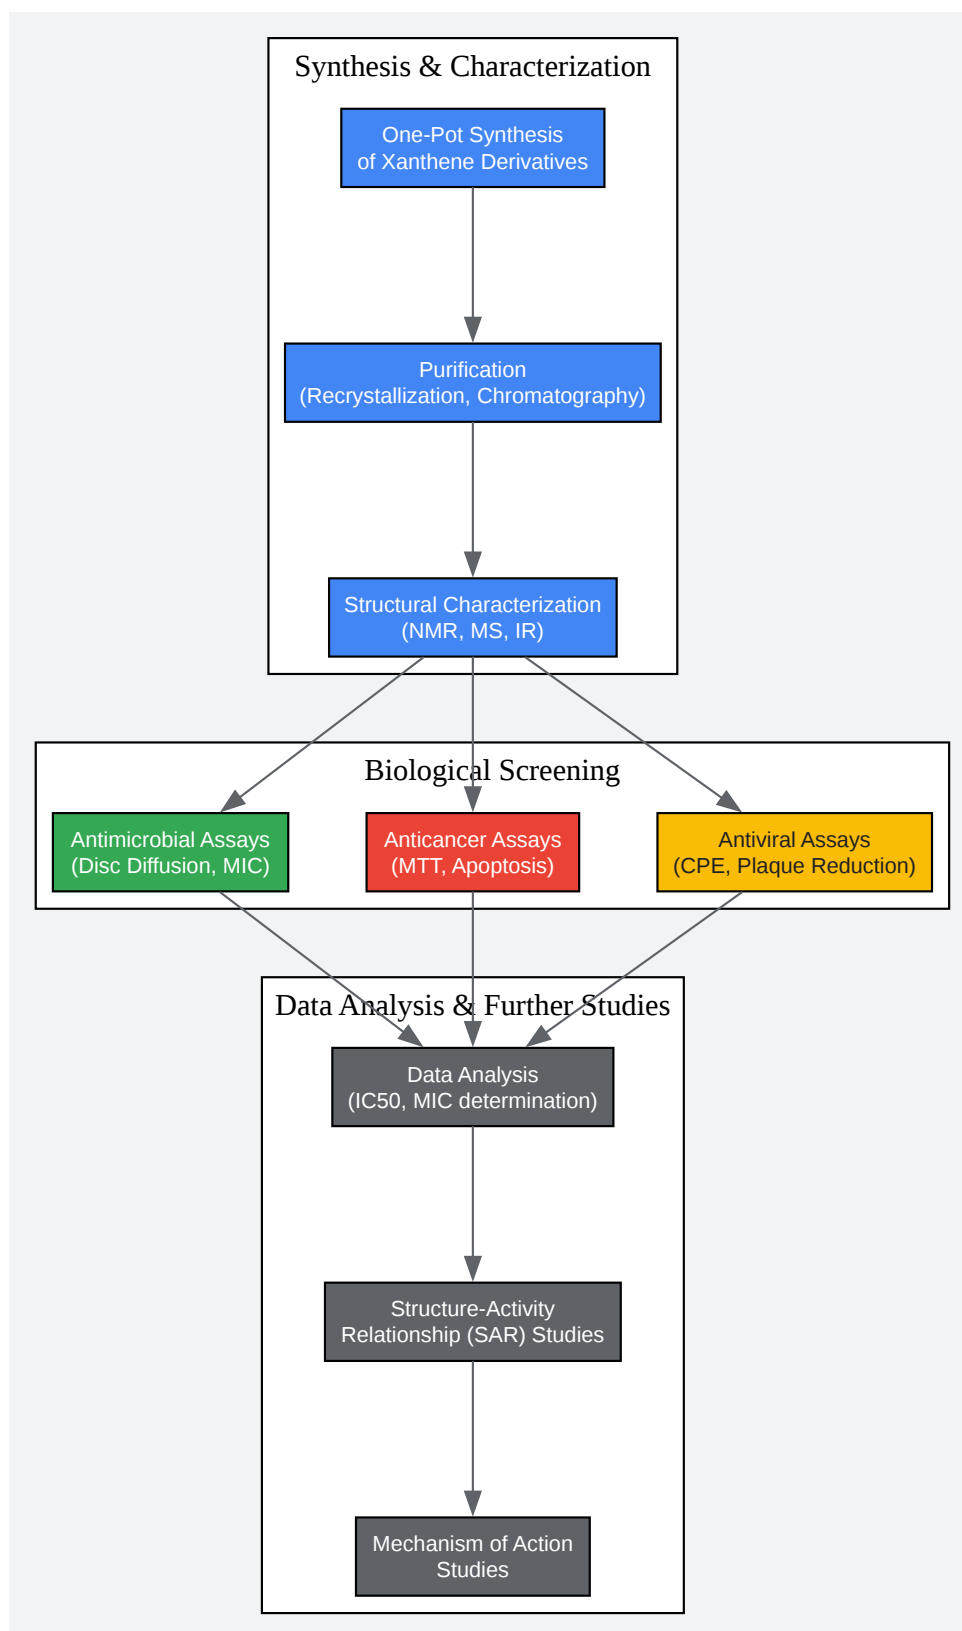 Synthesis & Characterization
One-Pot Synthesis
of Xanthene Derivatives
Purification
(Recrystallization, Chromatography)
Structural Characterization
(NMR, MS, IR)
Biological Screening
Antimicrobial Assays
(Disc Diffusion, MIC)
Anticancer Assays
(MTT, Apoptosis)
Antiviral Assays
(CPE, Plaque Reduction)
Data Analysis & Further Studies
Data Analysis
(IC50, MIC determination)
Structure-Activity
Relationship (SAR) Studies
Mechanism of Action
Studies